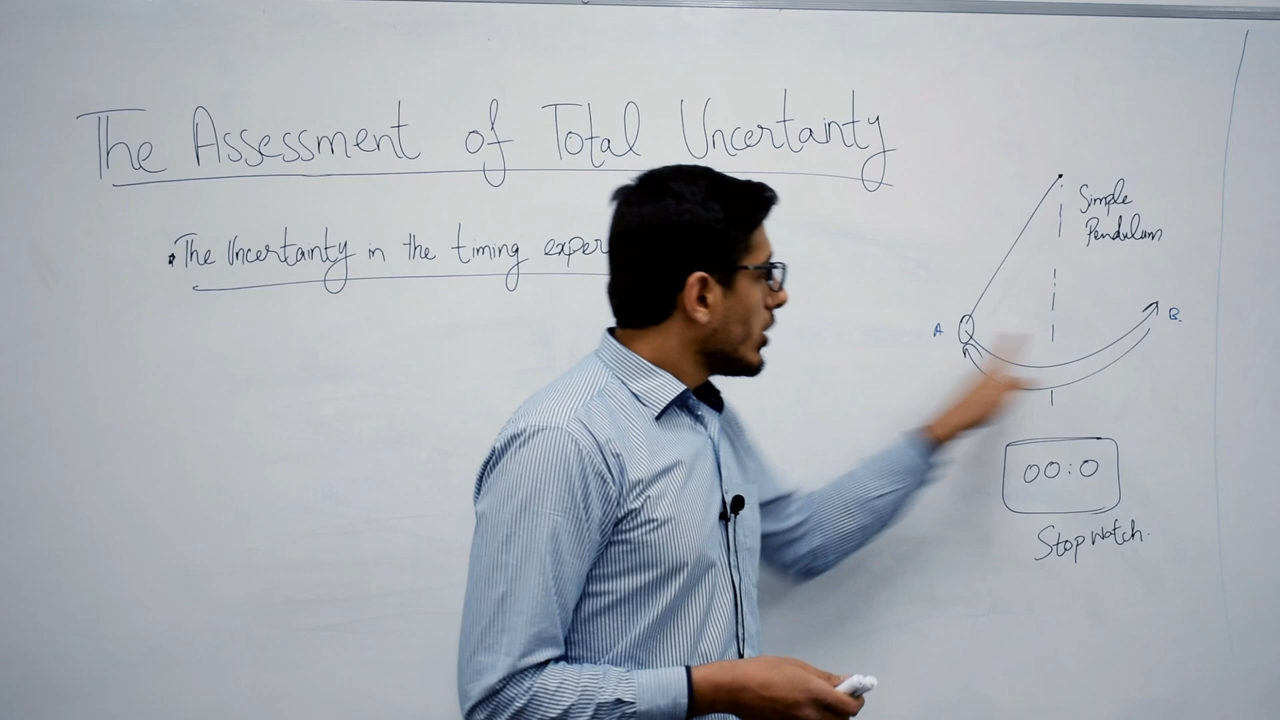 The Assessment of Total Uncertainty
The Uncertainty in the timing exper
Simple
Pendulum
A
B.
00:0
Stop watch.